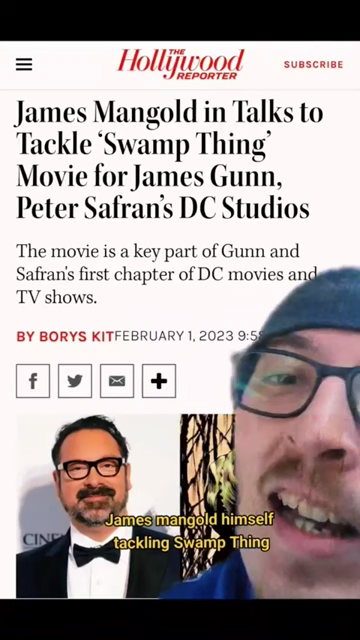 THE
Hollywood
REPORTER
SUBSCRIBE
James Mangold in Talks to
Tackle ‘Swamp Thing’
Movie for James Gunn,
Peter Safran’s DC Studios
The movie is a key part of Gunn and
Safran's first chapter of DC movies and
TV shows.
BY BORYS KIT FEBRUARY 1, 2023
James mangold himself
tackling Swamp Thing